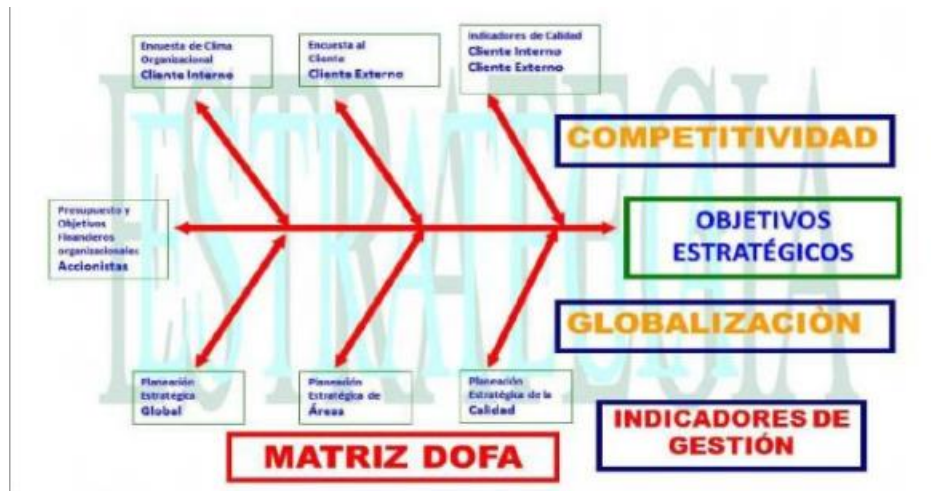 Encuesta de Clima
Organizacional
Cliente Interno
Encuesta al
Cliente
Cliente Externo
Indicadores de Calidad
Cliente Interno
Cliente Externo
ESTRATEGIA
COMPETITIVIDAD
Presupuesto y
Objetivos
Financieros
organizacionales
Accionistas
OBJETIVOS
ESTRATÉGICOS
GLOBALIZACIÒN
Planeación
Estratégica
Global
Planeación
Estratégica de
Áreas
Planeación
Estratégica de la
Calidad
INDICADORES DE
GESTIÓN
MATRIZ DOFA